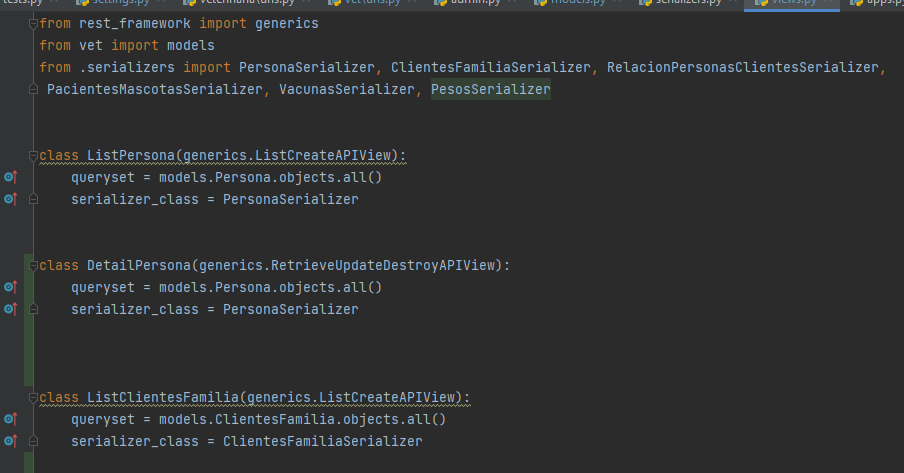 tests.py settings.py veterinaria\urls.py vet\urls.py admin.py models.py serializers.py views.py apps.py
from rest_framework import generics
from vet import models
from .serializers import PersonaSerializer, ClientesFamiliaSerializer, RelacionPersonasClientesSerializer,
PacientesMascotasSerializer, VacunasSerializer, PesosSerializer
class ListPersona(generics.ListCreateAPIView):
queryset = models.Persona.objects.all()
serializer_class = PersonaSerializer
class DetailPersona(generics.RetrieveUpdateDestroyAPIView):
queryset = models.Persona.objects.all()
serializer_class = PersonaSerializer
class ListClientesFamilia(generics.ListCreateAPIView):
queryset = models.ClientesFamilia.objects.all()
serializer_class = ClientesFamiliaSerializer